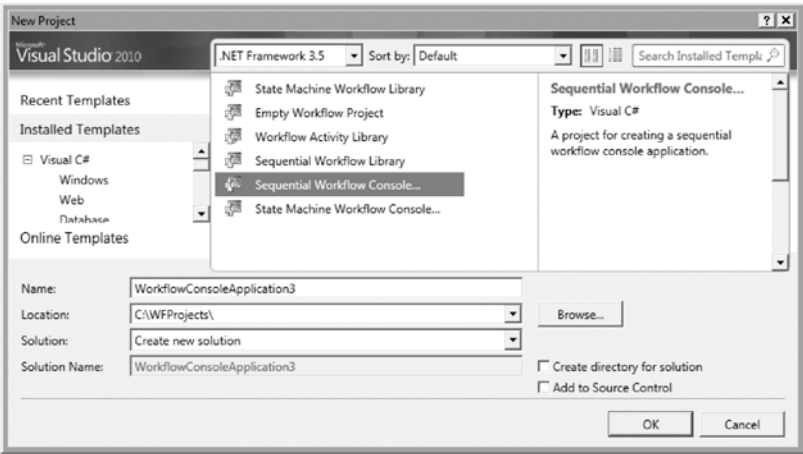 New Project
Microsoft
Visual Studio 2010
.NET Framework 3.5
Sort by:
Default
Search Installed Templa
Recent Templates
Installed Templates
Visual C#
Windows
Web
Database
Online Templates
State Machine Workflow Library
Empty Workflow Project
Workflow Activity Library
Sequential Workflow Library
Sequential Workflow Console...
State Machine Workflow Console...
Sequential Workflow Console...
Type: Visual C#
A project for creating a sequential
workflow console application.
Name:
WorkflowConsoleApplication3
Location:
C:\WFProjects\
Browse...
Solution:
Create new solution
Solution Name:
WorkflowConsoleApplication3
Create directory for solution
Add to Source Control
OK
Cancel